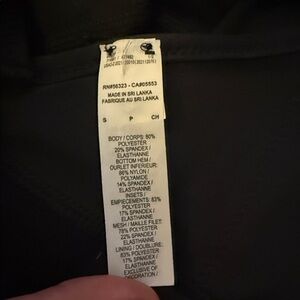 RN#56323 - CA#05553
MADE IN SRI LANKA
FABRIQUE AU SRI LANKA
S P CH
BODY / CORPS: 80%
POLYESTER
20% SPANDEX /
ELASTHANNE
BOTTOM HEM /
OURLET INFERIEUR:
86% NYLON /
POLYAMIDE
14% SPANDEX /
ELASTHANNE
INSETS /
EMPIECEMENTS: 83%
POLYESTER
17% SPANDEX /
ELASTHANNE
MESH / MAILLE FILET:
78% POLYESTER
22% SPANDEX /
ELASTHANNE
LINING / DOUBLURE:
83% POLYESTER
17% SPANDEX /
ELASTHANNE
EXCLUSIVE OF
DECORATION /